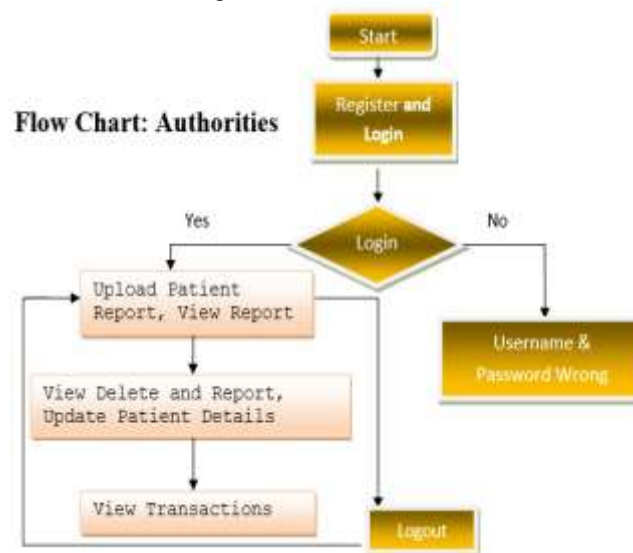 Start
Register and
Login
Flow Chart: Authorities
Yes
No
Login
Upload Patient
Report, View Report
Username &
Password Wrong
View Delete and Report,
Update Patient Details
View Transactions
Logout